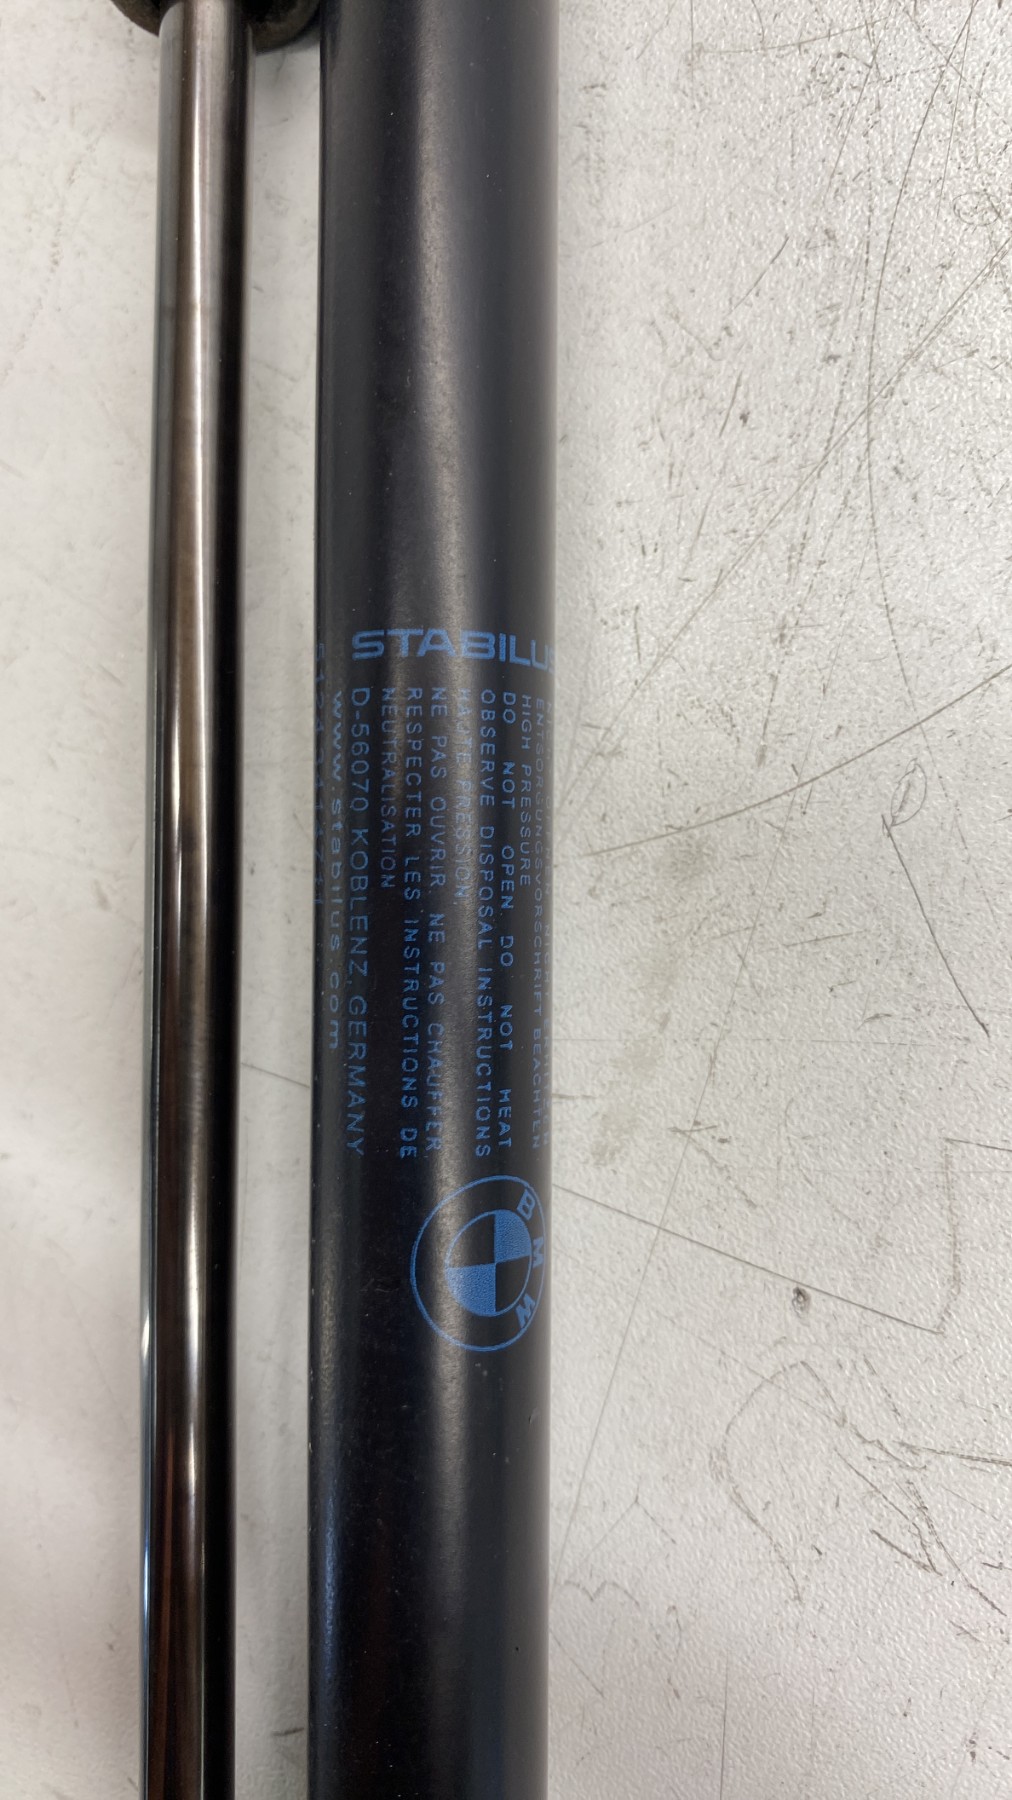 STABILUS
ENTSORGUNGSVORSCHRIFT BEACHTEN
HIGH PRESSURE
DO NOT OPEN. DO NOT HEAT
OBSERVE DISPOSAL INSTRUCTIONS
HAUTE PRESSION.
NE PAS OUVRIR. NE PAS CHAUFFER.
RESPECTER LES INSTRUCTIONS DE
NEUTRALISATION
D-56070 KOBLENZ, GERMANY
www.stabilus.com
BMW